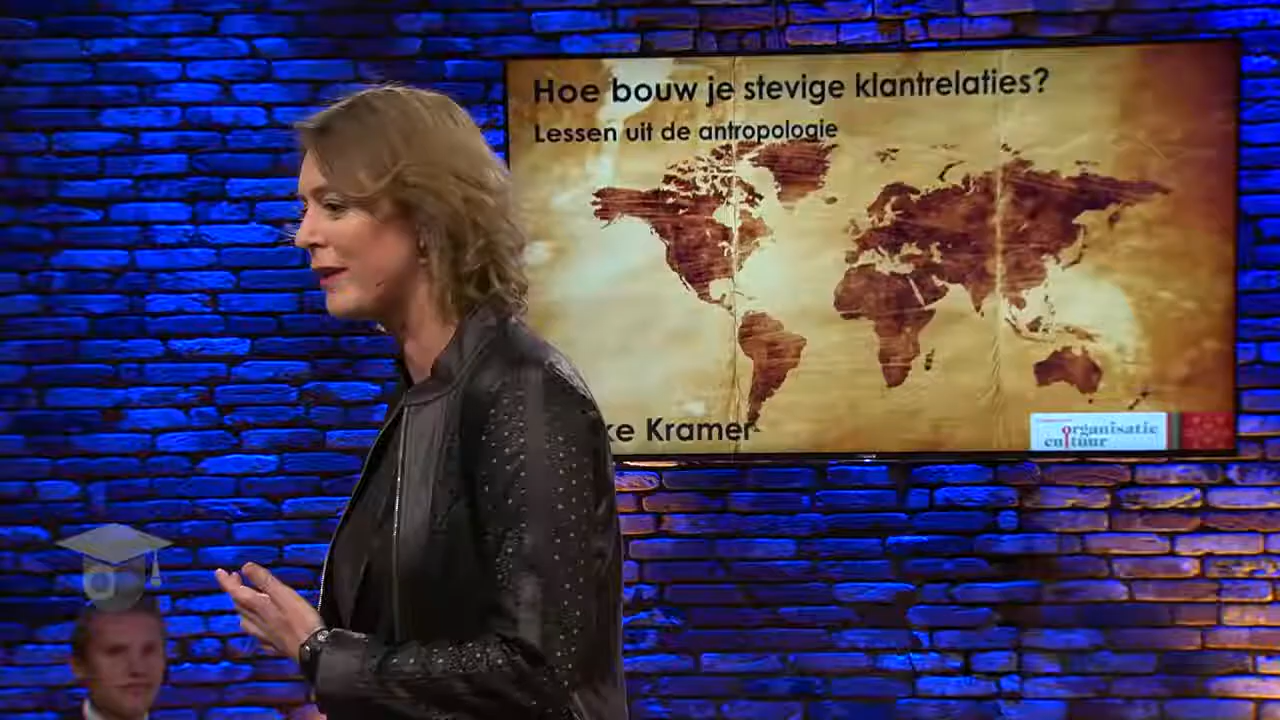 Hoe bouw je stevige klantrelaties?
Lessen uit de antropologie
ke Kramer
organisatie
cultuur